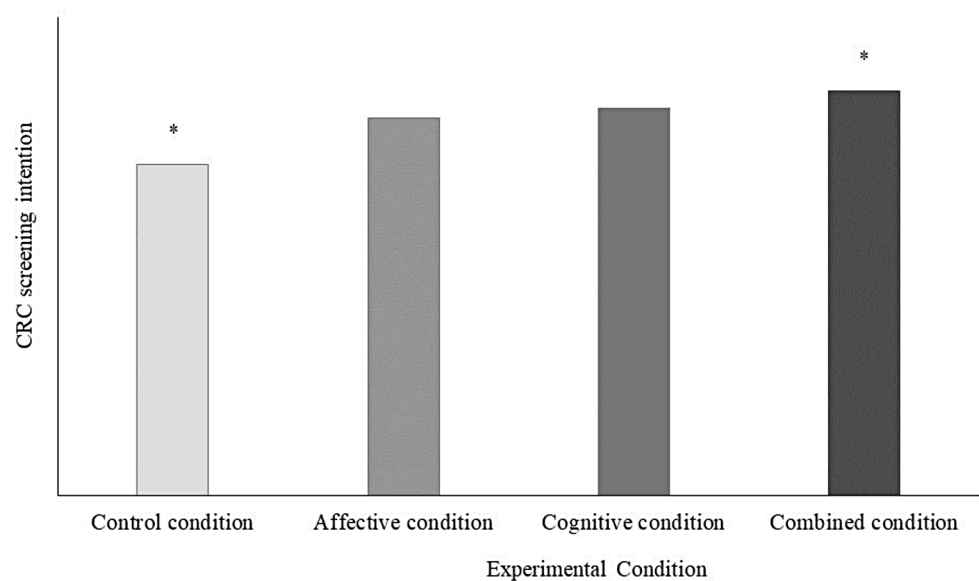 *
*
CRC screening intention
Control condition
Affective condition
Cognitive condition
Combined condition
Experimental Condition